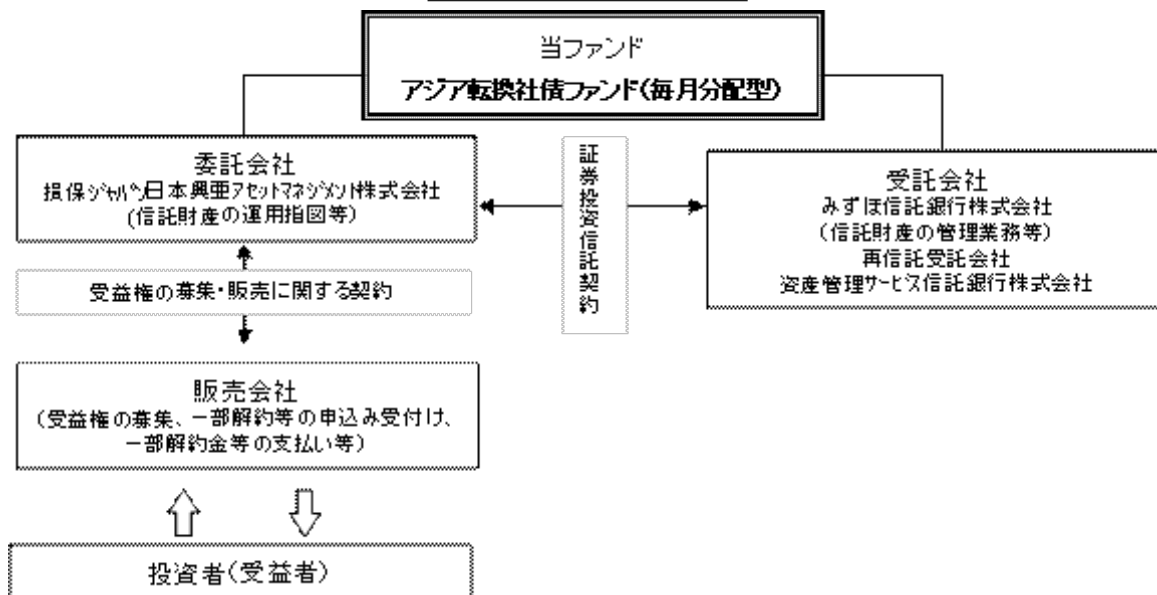 当ファンド
アジア転換社債ファンド(毎月分配型)
委託会社
損保ジャパン日本興亜アセットマネジメント株式会社
(信託財産の運用指図等)
証券投資信託契約
受託会社
みずほ信託銀行株式会社
(信託財産の管理業務等)
再信託受託会社
資産管理サービス信託銀行株式会社
受益権の募集・販売に関する契約
販売会社
(受益権の募集、一部解約等の申込み受付け、
一部解約金等の支払い等)
投資者(受益者)